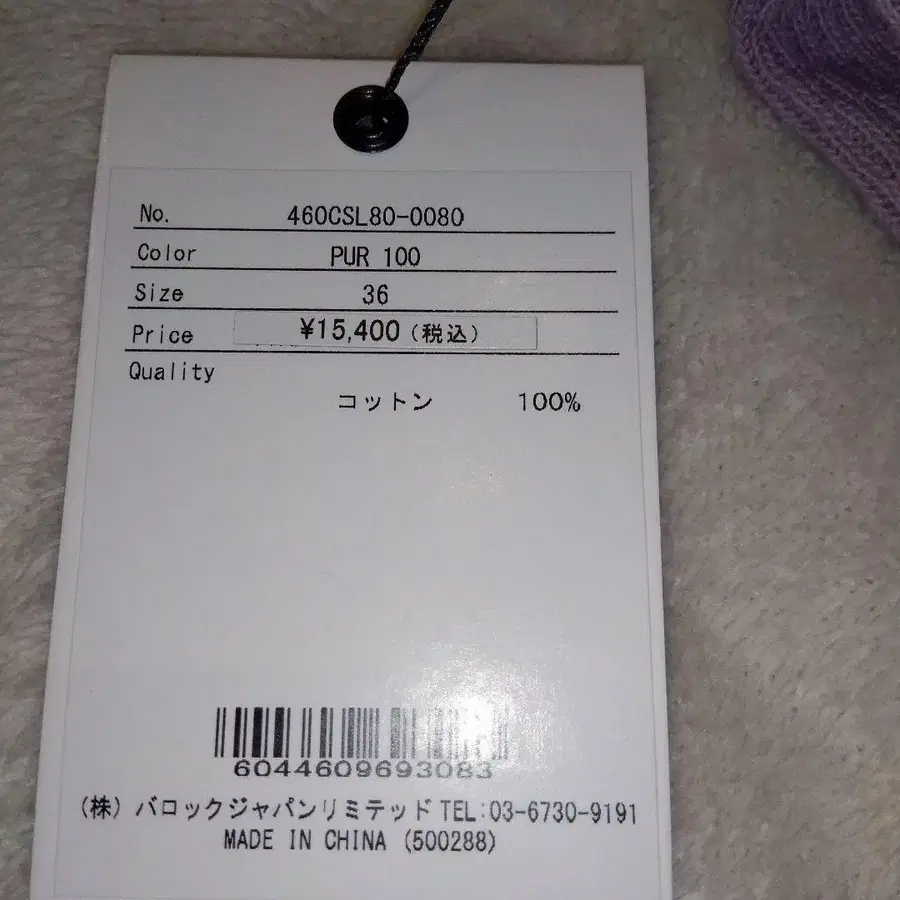 No. 460CSL80-0080
Color PUR 100
Size 36
Price ¥15,400(税込)
Quality
コットン 100%
6044609693083
(株)バロックジャパンリミテッド TEL:03-6730-9191
MADE IN CHINA (500288)